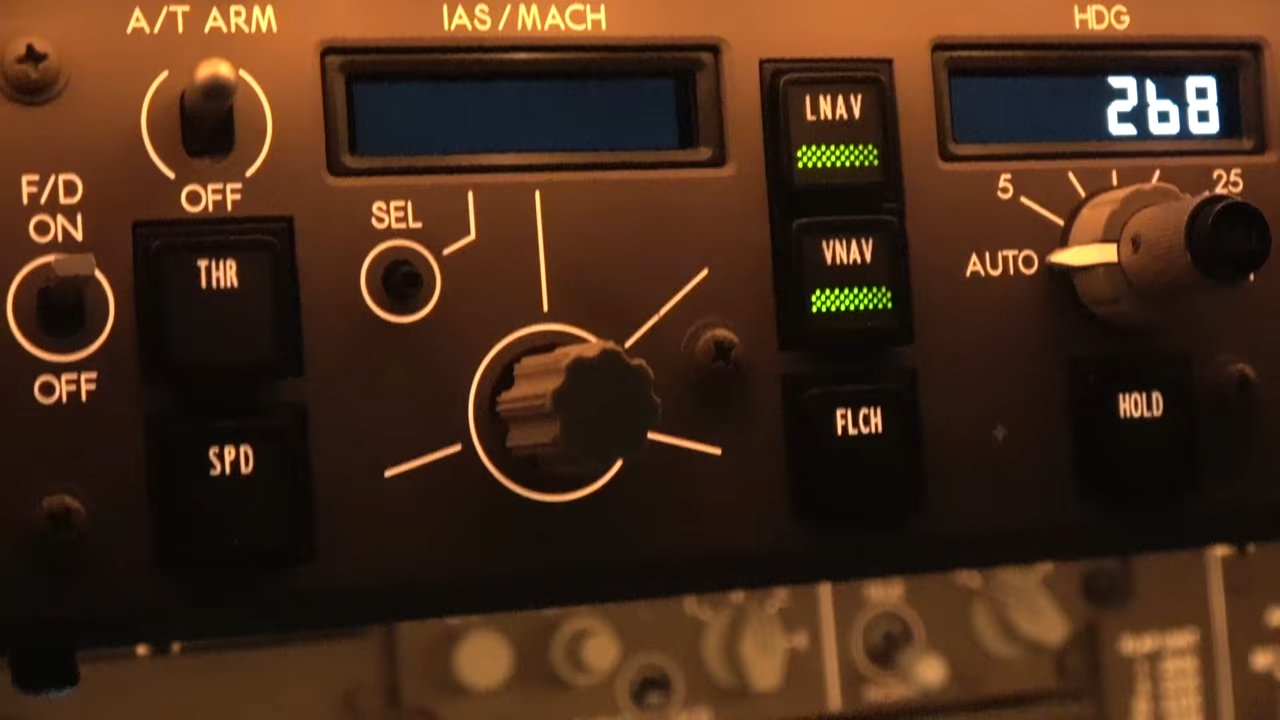 A/T ARM
IAS/MACH
HDG
LNAV
268
F/D
ON
OFF
SEL
5
25
THR
VNAV
AUTO
OFF
SPD
FLCH
HOLD